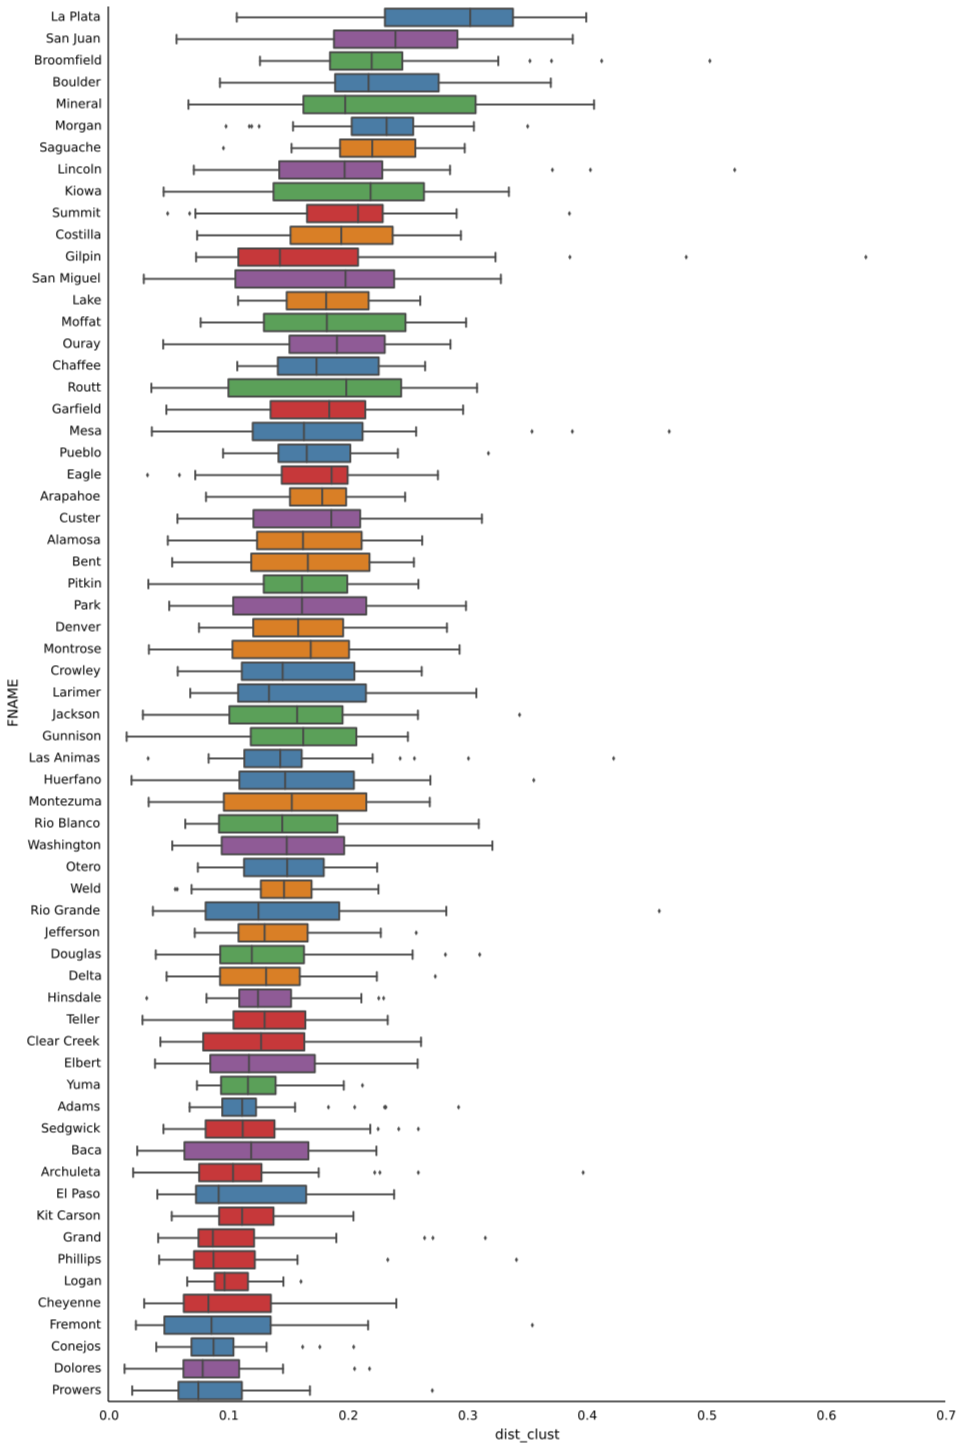 La Plata
San Juan
Broomfield
Boulder
Mineral
Morgan
Saguache
Lincoln
Kiowa
Summit
Costilla
Gilpin
San Miguel
Lake
Moffat
Ouray
Chaffee
Routt
Garfield
Mesa
Pueblo
Eagle
Arapahoe
Custer
Alamosa
Bent
Pitkin
Park
Denver
Montrose
Crowley
Larimer
Jackson
Gunnison
Las Animas
Huerfano
Montezuma
Rio Blanco
Washington
Otero
Weld
Rio Grande
Jefferson
Douglas
Delta
Hinsdale
Teller
Clear Creek
Elbert
Yuma
Adams
Sedgwick
Baca
Archuleta
El Paso
Kit Carson
Grand
Phillips
Logan
Cheyenne
Fremont
Conejos
Dolores
Prowers
FNAME
0.0 0.1 0.2 0.3 0.4 0.5 0.6 0.7
dist_clust